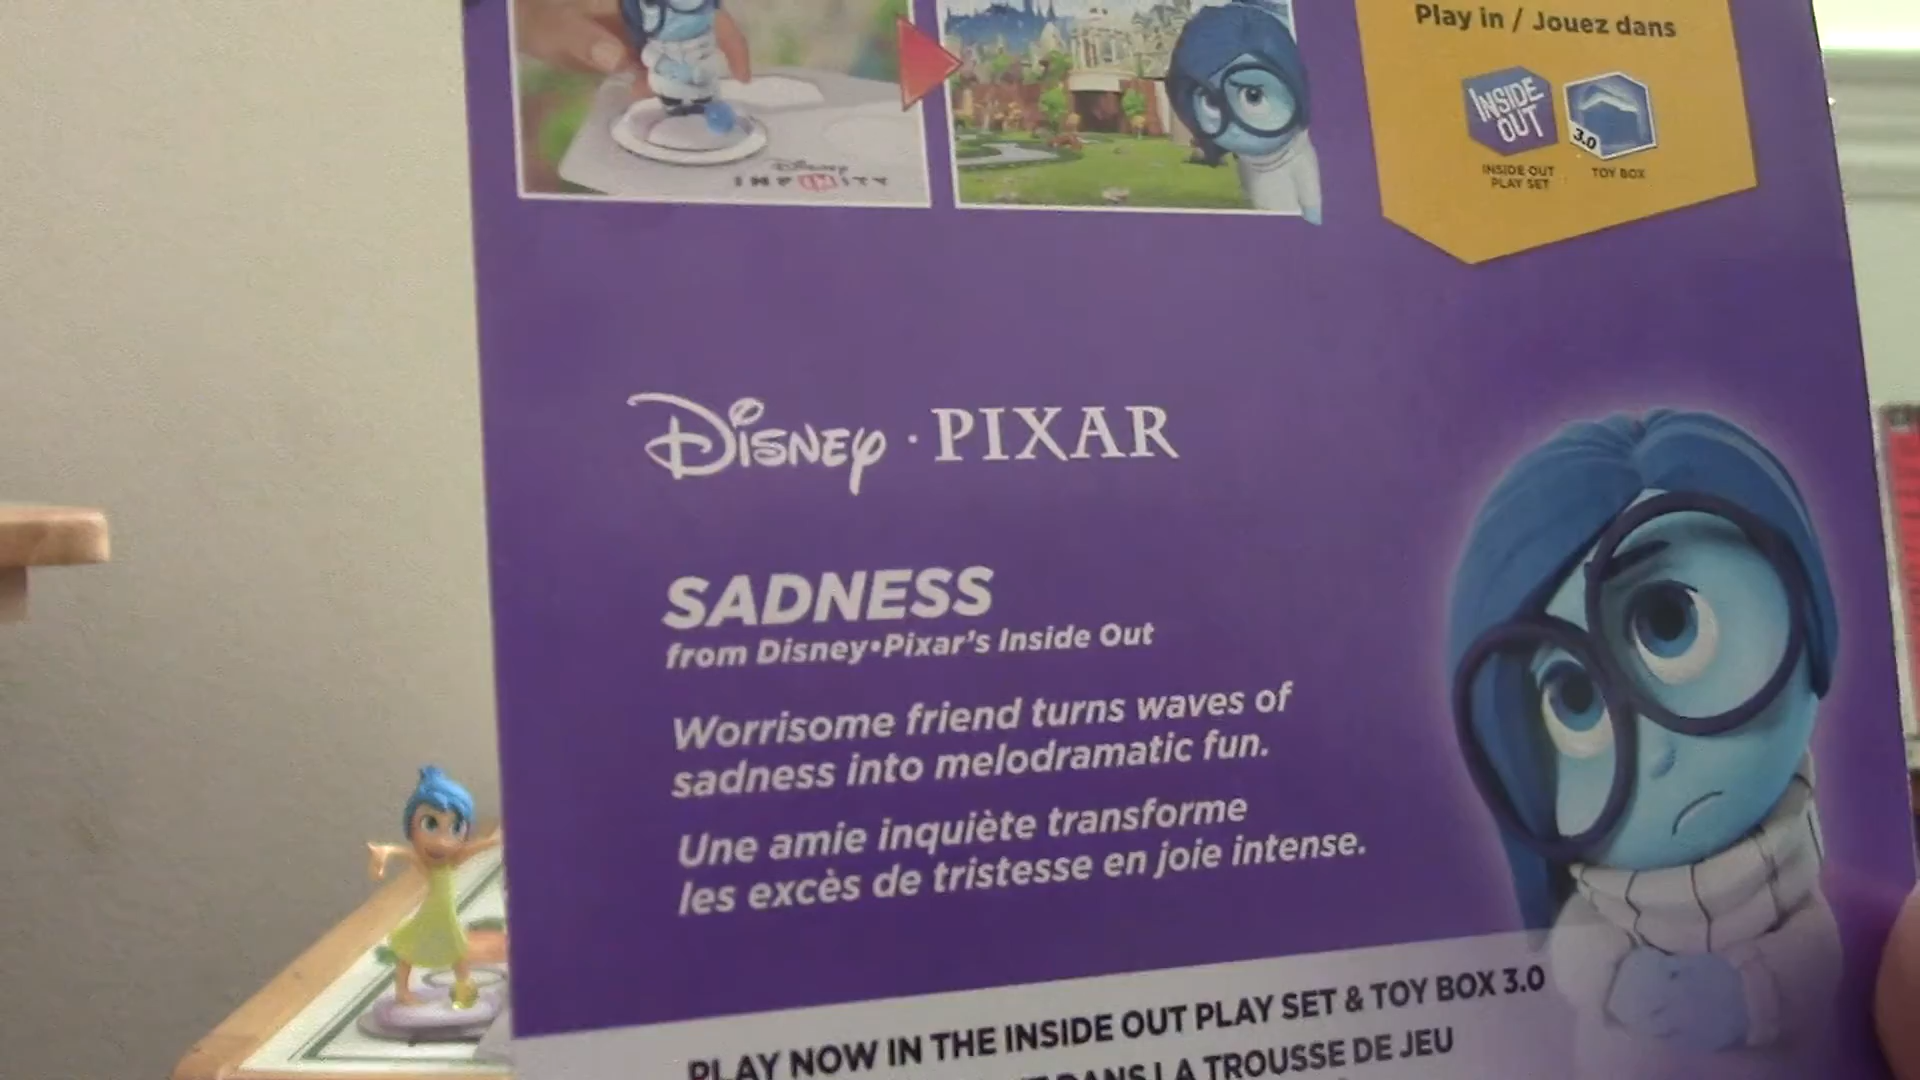 Play in / Jouez dans
INSIDE OUT
3.0
INSIDE OUT PLAY SET
TOY BOX
Disney
INFINITY
Disney · PIXAR
SADNESS
from Disney•Pixar's Inside Out
Worrisome friend turns waves of
sadness into melodramatic fun.
Une amie inquiète transforme
les excès de tristesse en joie intense.
PLAY NOW IN THE INSIDE OUT PLAY SET & TOY BOX 3.0
DANS LA TROUSSE DE JEU